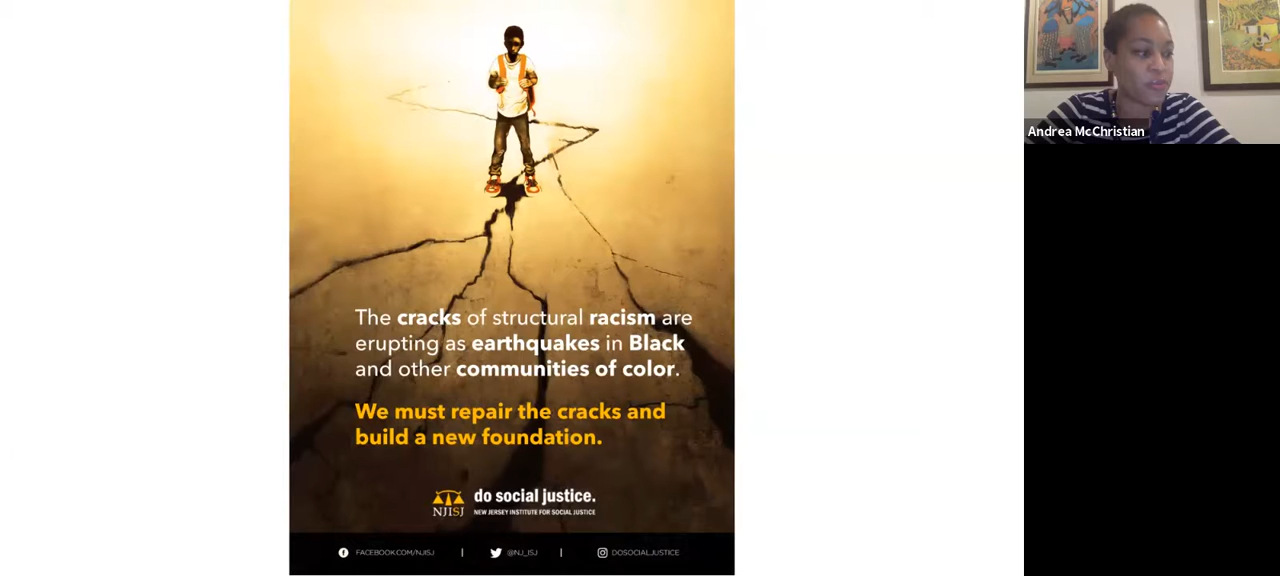 Andrea McChristian
The cracks of structural racism are
erupting as earthquakes in Black
and other communities of color.
We must repair the cracks and
build a new foundation.
NJISJ
do social justice.
NEW JERSEY INSTITUTE FOR SOCIAL JUSTICE
FACEBOOK.COM/NJISJ | @NJ_ISJ | DOSOCIALJUSTICE